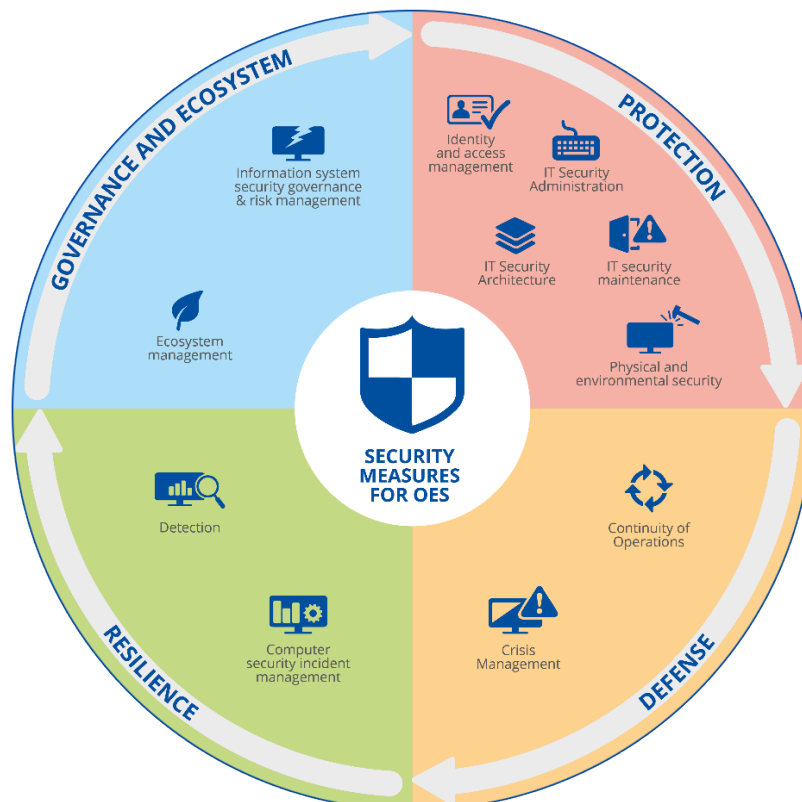 GOVERNANCE AND ECOSYSTEM
Information system
security governance
& risk management
Ecosystem
management
PROTECTION
Identity
and access
management
IT Security
Administration
IT Security
Architecture
IT security
maintenance
Physical and
environmental security
SECURITY
MEASURES
FOR OES
Detection
Computer
security incident
management
RESILIENCE
Continuity of
Operations
Crisis
Management
DEFENSE